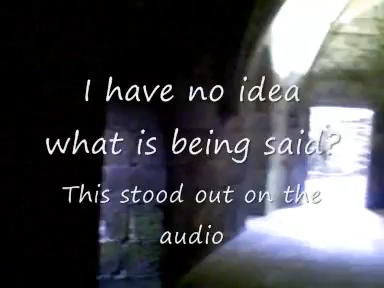 I have no idea
what is being said?
This stood out on the
audio